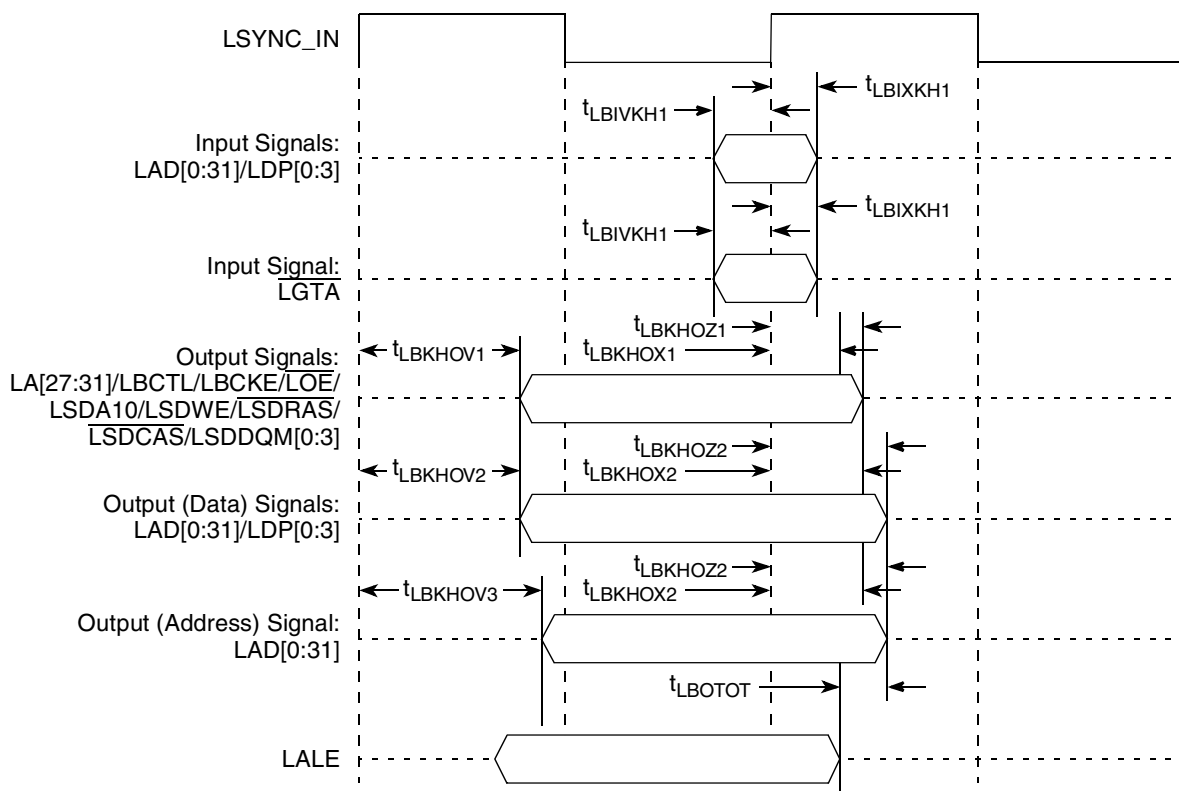 LSYNC_IN
tLBIXKH1
tLBIVKH1
Input Signals:
LAD[0:31]/LDP[0:3]
tLBIXKH1
tLBIVKH1
Input Signal:
LGTA
tLBKHOZ1
tLBKHOV1
tLBKHOX1
Output Signals:
LA[27:31]/LBCTL/LBCKE/LOE/
LSDA10/LSDWE/LSDRAS/
LSDCAS/LSDDQM[0:3]
tLBKHOZ2
tLBKHOV2
tLBKHOX2
Output (Data) Signals:
LAD[0:31]/LDP[0:3]
tLBKHOZ2
tLBKHOV3
tLBKHOX2
Output (Address) Signal:
LAD[0:31]
tLBOTOT
LALE